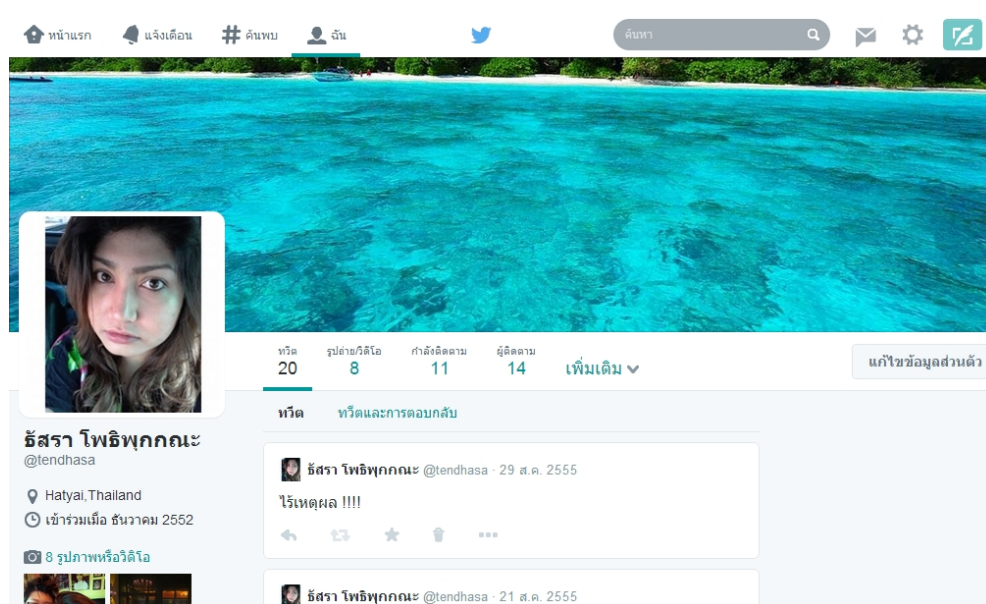 หน้าแรก แจ้งเตือน ค้นพบ ฉัน ค้นหา
ทวีต รูปถ่าย/วิดีโอ กำลังติดตาม ผู้ติดตาม
20 8 11 14 เพิ่มเติม
แก้ไขข้อมูลส่วนตัว
ทวีต ทวีตและการตอบกลับ
ธัสรา โพธิพุกกณะ
@tendhasa
Hatyai,Thailand
เข้าร่วมเมื่อ ธันวาคม 2552
8 รูปภาพหรือวิดีโอ
ธัสรา โพธิพุกกณะ @tendhasa · 29 ส.ค. 2555
ไร้เหตุผล !!!!
ธัสรา โพธิพุกกณะ @tendhasa · 21 ส.ค. 2555